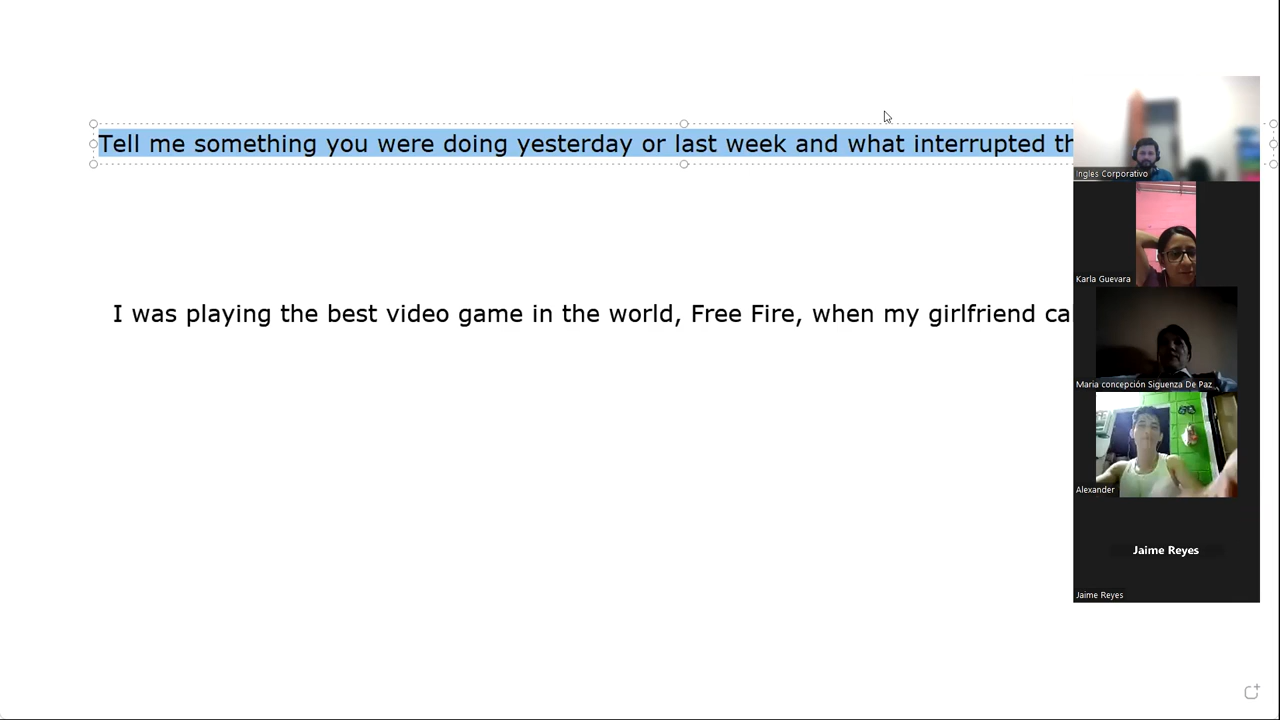 Tell me something you were doing yesterday or last week and what interrupted
Ingles Corporativo
Karla Guevara
I was playing the best video game in the world, Free Fire, when my girlfriend
Maria concepción Siguenza De Paz
Alexander
Jaime Reyes
Jaime Reyes